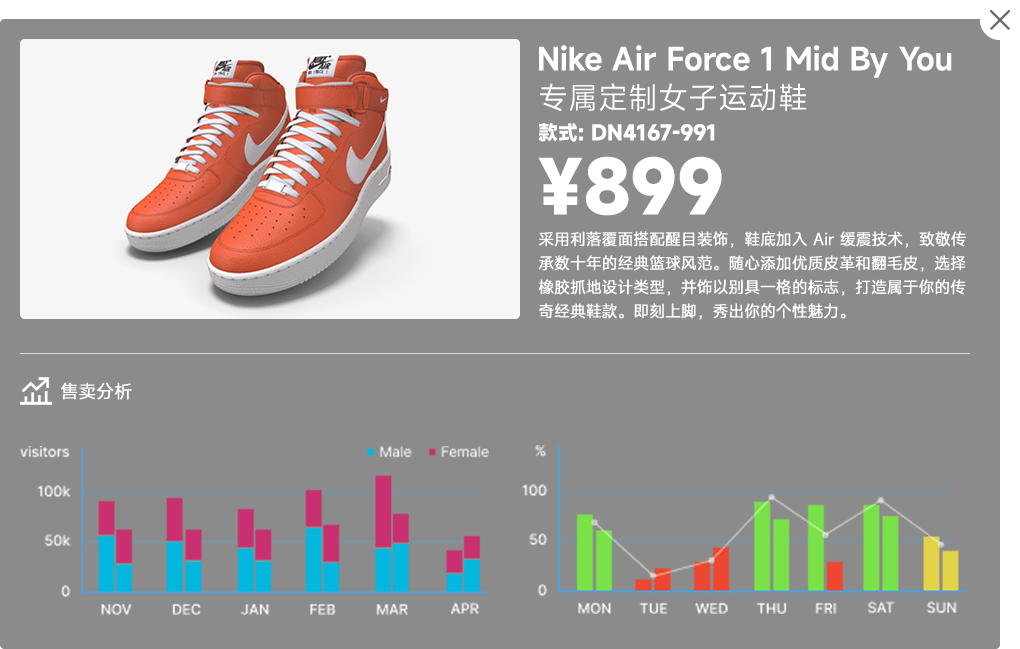 Nike Air Force 1 Mid By You
专属定制女子运动鞋
款式: DN4167-991
¥899
采用利落覆面搭配醒目装饰，鞋底加入 Air 缓震技术，致敬传
承数十年的经典篮球风范。随心添加优质皮革和翻毛皮，选择
橡胶抓地设计类型，并饰以别具一格的标志，打造属于你的传
奇经典鞋款。即刻上脚，秀出你的个性魅力。
售卖分析
visitors
Male
Female
100k
50k
0
NOV DEC JAN FEB MAR APR
%
100
50
0
MON TUE WED THU FRI SAT SUN